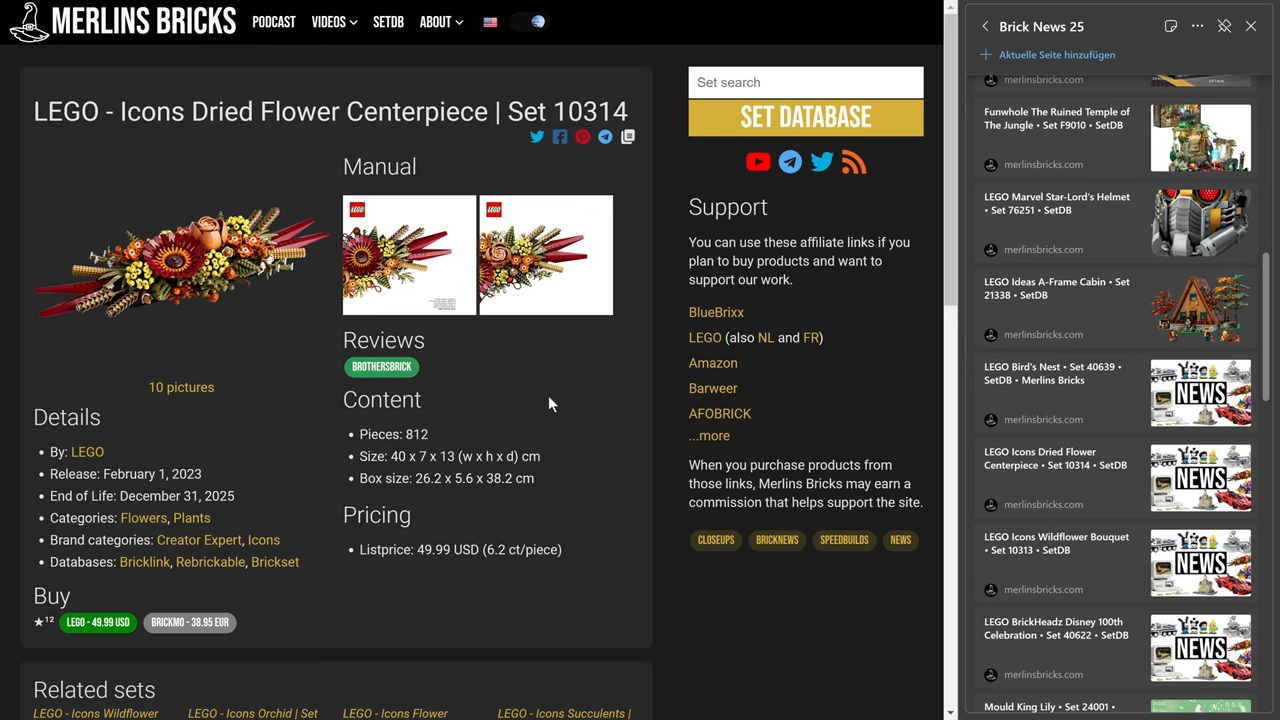 MERLINS BRICKS
PODCAST
VIDEOS
SETDB
ABOUT
LEGO - Icons Dried Flower Centerpiece | Set 10314
Manual
LEGO
LEGO
10 pictures
Reviews
BROTHERSBRICK
Details
By: LEGO
Release: February 1, 2023
End of Life: December 31, 2025
Categories: Flowers, Plants
Brand categories: Creator Expert, Icons
Databases: Bricklink, Rebrickable, Brickset
Content
Pieces: 812
Size: 40 x 7 x 13 (w x h x d) cm
Box size: 26.2 x 5.6 x 38.2 cm
Pricing
Listprice: 49.99 USD (6.2 ct/piece)
Buy
★12
LEGO - 49.99 USD
BRICKMO - 38.95 EUR
Related sets
LEGO - Icons Wildflower
LEGO - Icons Orchid | Set
LEGO - Icons Flower
LEGO - Icons Succulents |
Set search
SET DATABASE
Support
You can use these affiliate links if you
plan to buy products and want to
support our work.
BlueBrixx
LEGO (also NL and FR)
Amazon
Barweer
AFOBRICK
...more
When you purchase products from
those links, Merlins Bricks may earn a
commission that helps support the site.
CLOSEUPS
BRICKNEWS
SPEEDBUILDS
NEWS
Brick News 25
Aktuelle Seite hinzufügen
merlinsbricks.com
Funwhole The Ruined Temple of
The Jungle • Set F9010 • SetDB
merlinsbricks.com
LEGO Marvel Star-Lord's Helmet
• Set 76251 • SetDB
merlinsbricks.com
LEGO Ideas A-Frame Cabin • Set
21338 • SetDB
merlinsbricks.com
LEGO Bird's Nest • Set 40639 •
SetDB • Merlins Bricks
NEWS
merlinsbricks.com
LEGO Icons Dried Flower
Centerpiece • Set 10314 • SetDB
NEWS
merlinsbricks.com
LEGO Icons Wildflower Bouquet
• Set 10313 • SetDB
NEWS
merlinsbricks.com
LEGO BrickHeadz Disney 100th
Celebration • Set 40622 • SetDB
NEWS
merlinsbricks.com
Mould King Lily • Set 24001 •